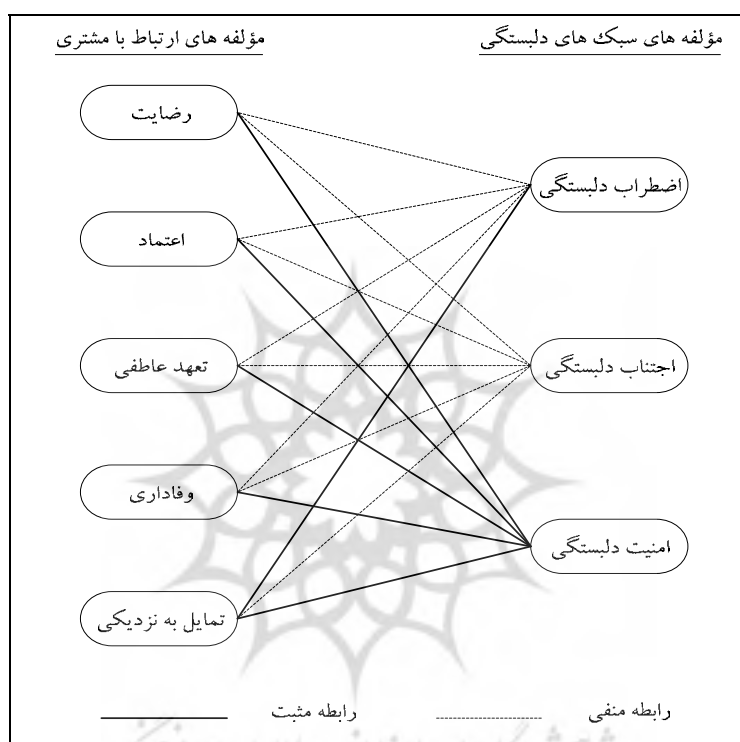 مؤلفه های سبک های دلبستگی
مؤلفه های ارتباط با مشتری
رضایت
اضطراب دلبستگی
اعتماد
تعهد عاطفی
اجتناب دلبستگی
وفاداری
امنیت دلبستگی
تمایل به نزدیکی
رابطه منفی
رابطه مثبت